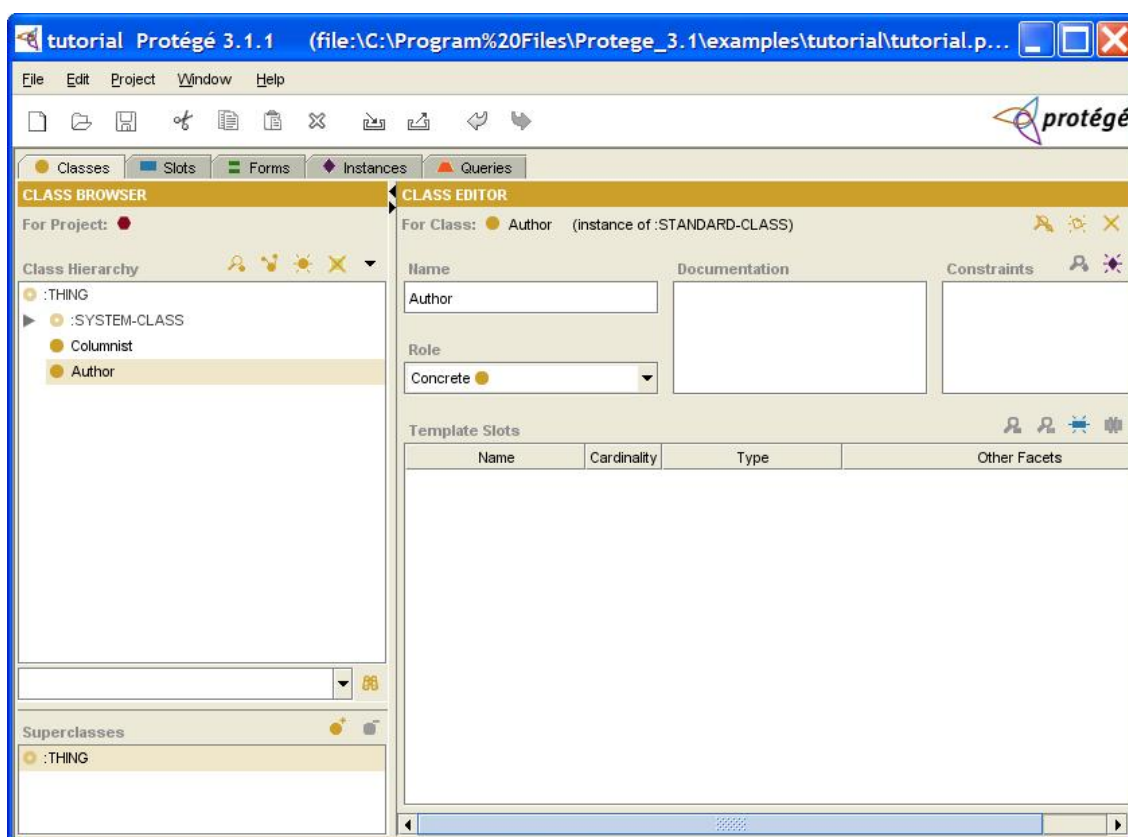 tutorial Protégé 3.1.1 (file:\C:\Program%20Files\Protege_3.1\examples\tutorial\tutorial.p...
File Edit Project Window Help
protégé
Classes Slots Forms Instances Queries
CLASS BROWSER
For Project:
Class Hierarchy
:THING
:SYSTEM-CLASS
Columnist
Author
Superclasses
:THING
CLASS EDITOR
For Class: Author (instance of :STANDARD-CLASS)
Name Documentation Constraints
Author
Role
Concrete
Template Slots
Name Cardinality Type Other Facets